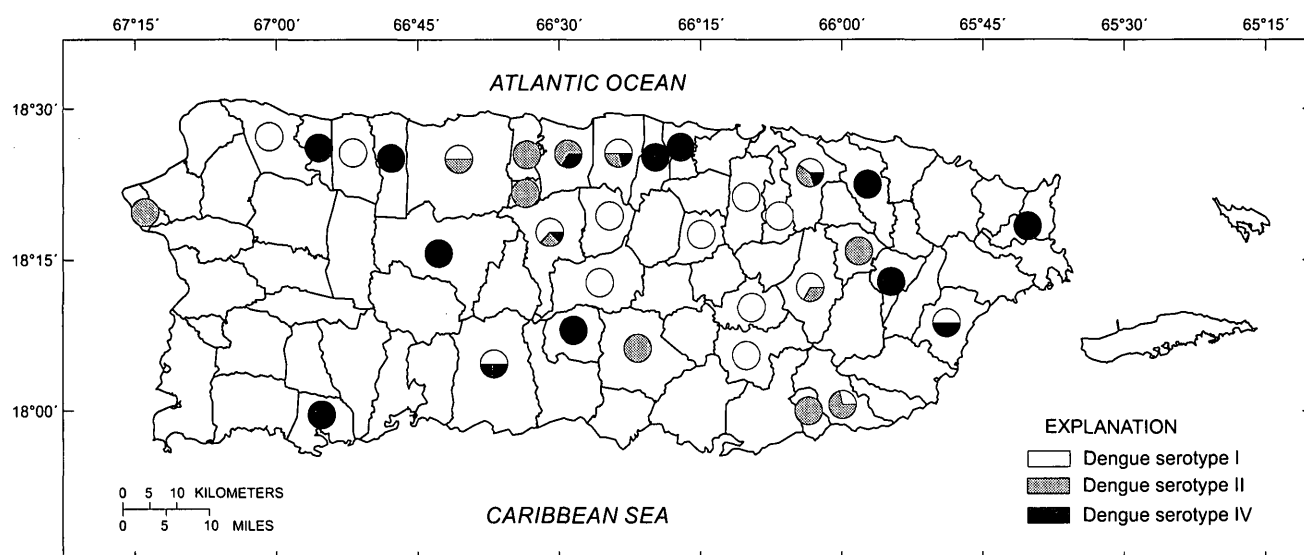 67°15′ 67°00′ 66°45′ 66°30′ 66°15′ 66°00′ 65°45′ 65°30′ 65°15′
ATLANTIC OCEAN
18°30′
18°15′
18°00′
EXPLANATION
Dengue serotype I
Dengue serotype II
Dengue serotype IV
0 5 10 KILOMETERS
0 5 10 MILES
CARIBBEAN SEA